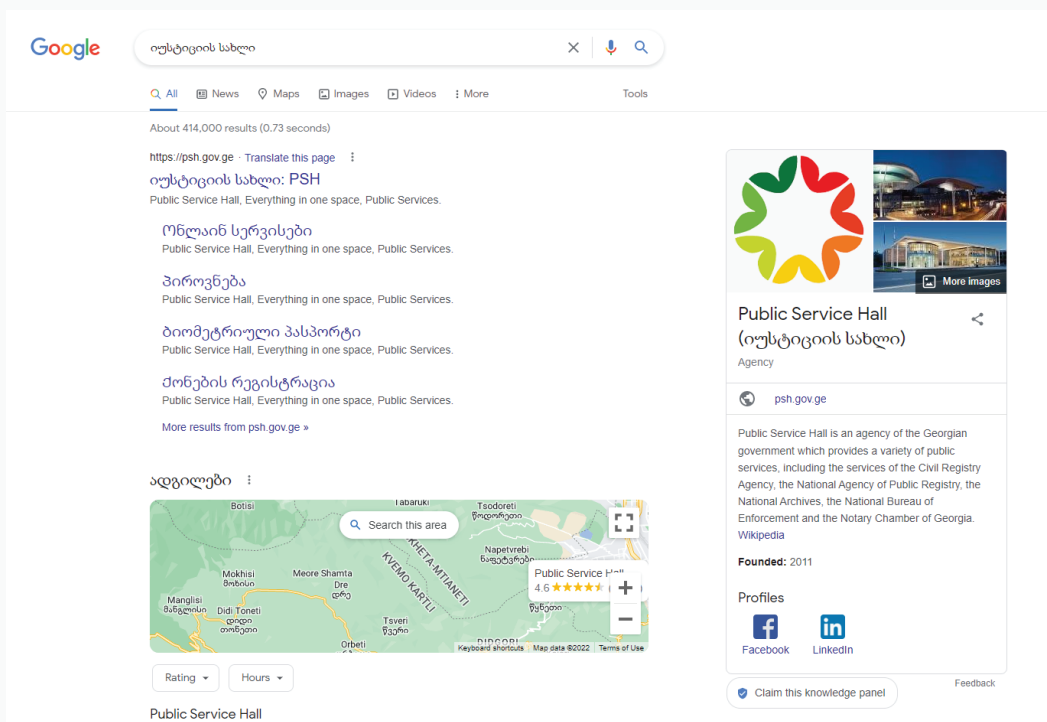 Google
იუსტიციის სახლი
All News Maps Images Videos More Tools
About 414,000 results (0.73 seconds)
https://psh.gov.ge · Translate this page
იუსტიციის სახლი: PSH
Public Service Hall, Everything in one space, Public Services.
ონლაინ სერვისები
Public Service Hall, Everything in one space, Public Services.
პიროვნება
Public Service Hall, Everything in one space, Public Services.
ბიომეტრიული პასპორტი
Public Service Hall, Everything in one space, Public Services.
ქონების რეგისტრაცია
Public Service Hall, Everything in one space, Public Services.
More results from psh.gov.ge »
ადგილები
Botisi
Tabaruki
Tsodoreti
წოდორეთი
Search this area
Napetvrebi
ნაფეტვრები
KHETA-MTIANETI
KVEMO KARTLI
Mokhisi
მოხისი
Meore Shamta
Dre
დრე
Manglisi
მანგლისი
Didi Toneti
დიდი
თონეთი
Tsveri
წვერი
Orbeti
Public Service Hall
4.6
წყნეთი
DIDGORI
Keyboard shortcuts Map data ©2022 Terms of Use
Rating Hours
Public Service Hall
More images
Public Service Hall
(იუსტიციის სახლი)
Agency
psh.gov.ge
Public Service Hall is an agency of the Georgian
government which provides a variety of public
services, including the services of the Civil Registry
Agency, the National Agency of Public Registry, the
National Archives, the National Bureau of
Enforcement and the Notary Chamber of Georgia.
Wikipedia
Founded: 2011
Profiles
Facebook LinkedIn
Feedback
Claim this knowledge panel